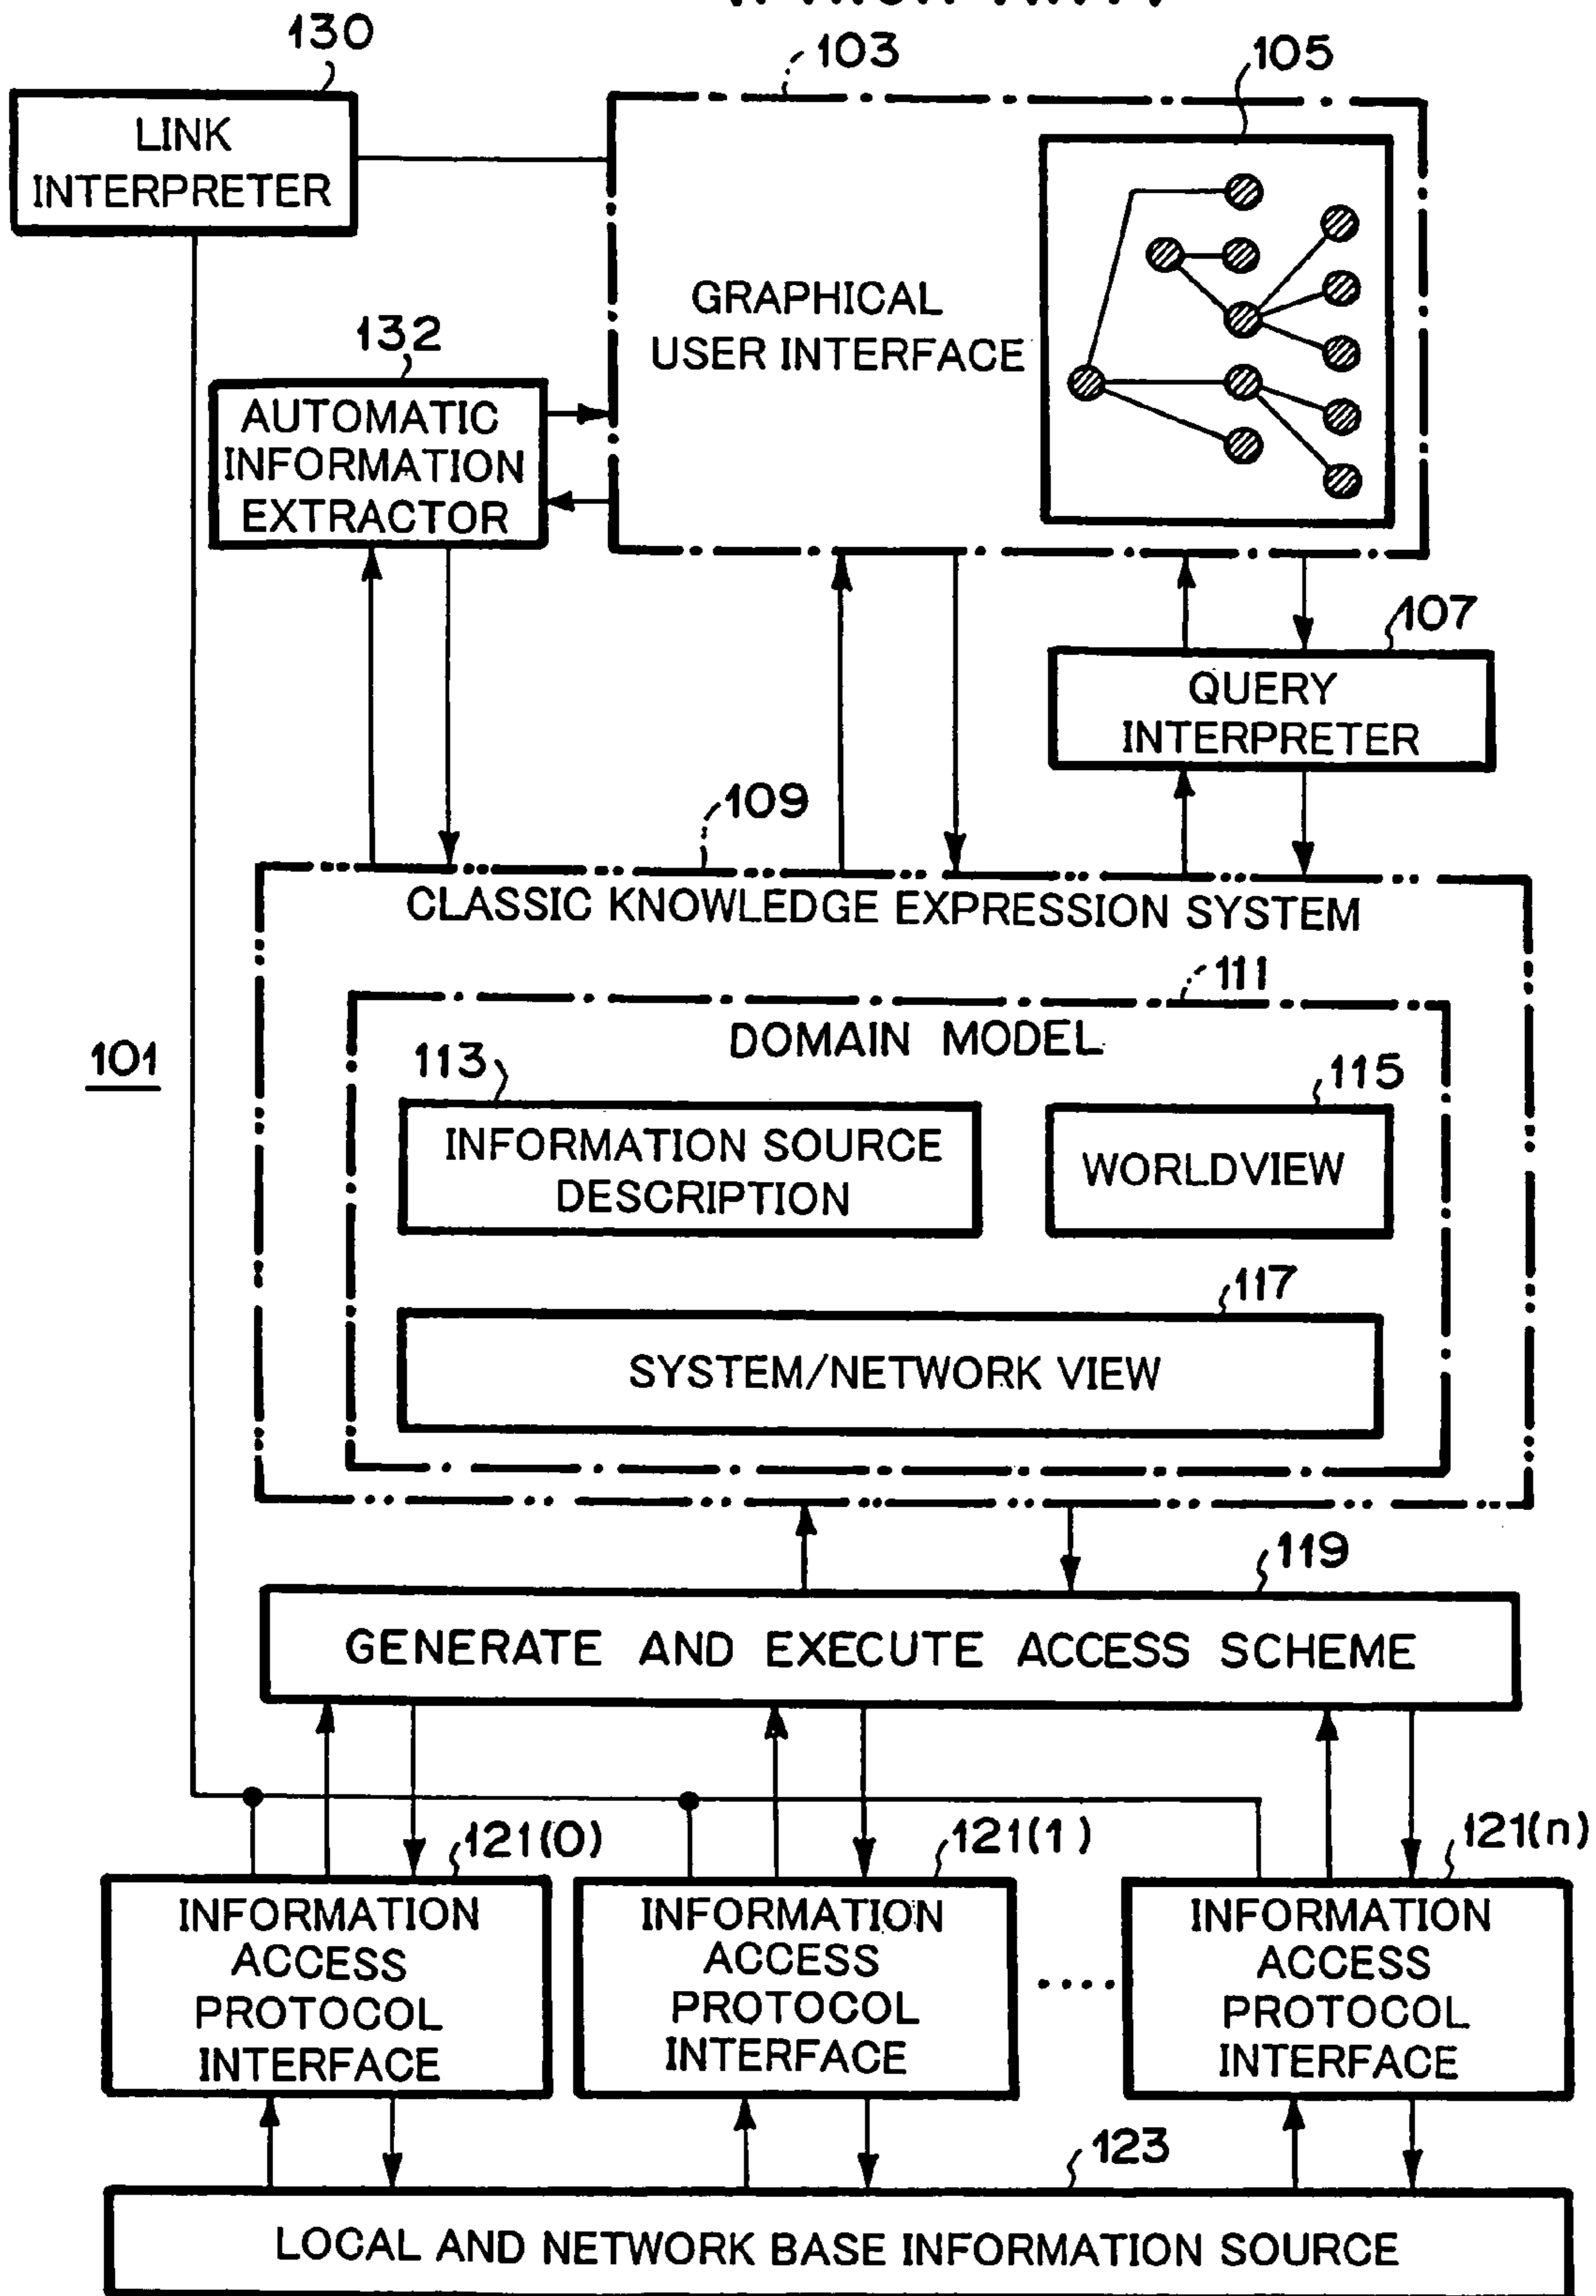 130
103
105
LINK
INTERPRETER
GRAPHICAL
USER INTERFACE
132
AUTOMATIC
INFORMATION
EXTRACTOR
107
QUERY
INTERPRETER
109
CLASSIC KNOWLEDGE EXPRESSION SYSTEM
111
DOMAIN MODEL
101
113
115
INFORMATION SOURCE
DESCRIPTION
WORLDVIEW
117
SYSTEM/NETWORK VIEW
119
GENERATE AND EXECUTE ACCESS SCHEME
121(0)
121(1)
121(n)
INFORMATION
ACCESS
PROTOCOL
INTERFACE
INFORMATION
ACCESS
PROTOCOL
INTERFACE
.....
INFORMATION
ACCESS
PROTOCOL
INTERFACE
123
LOCAL AND NETWORK BASE INFORMATION SOURCE